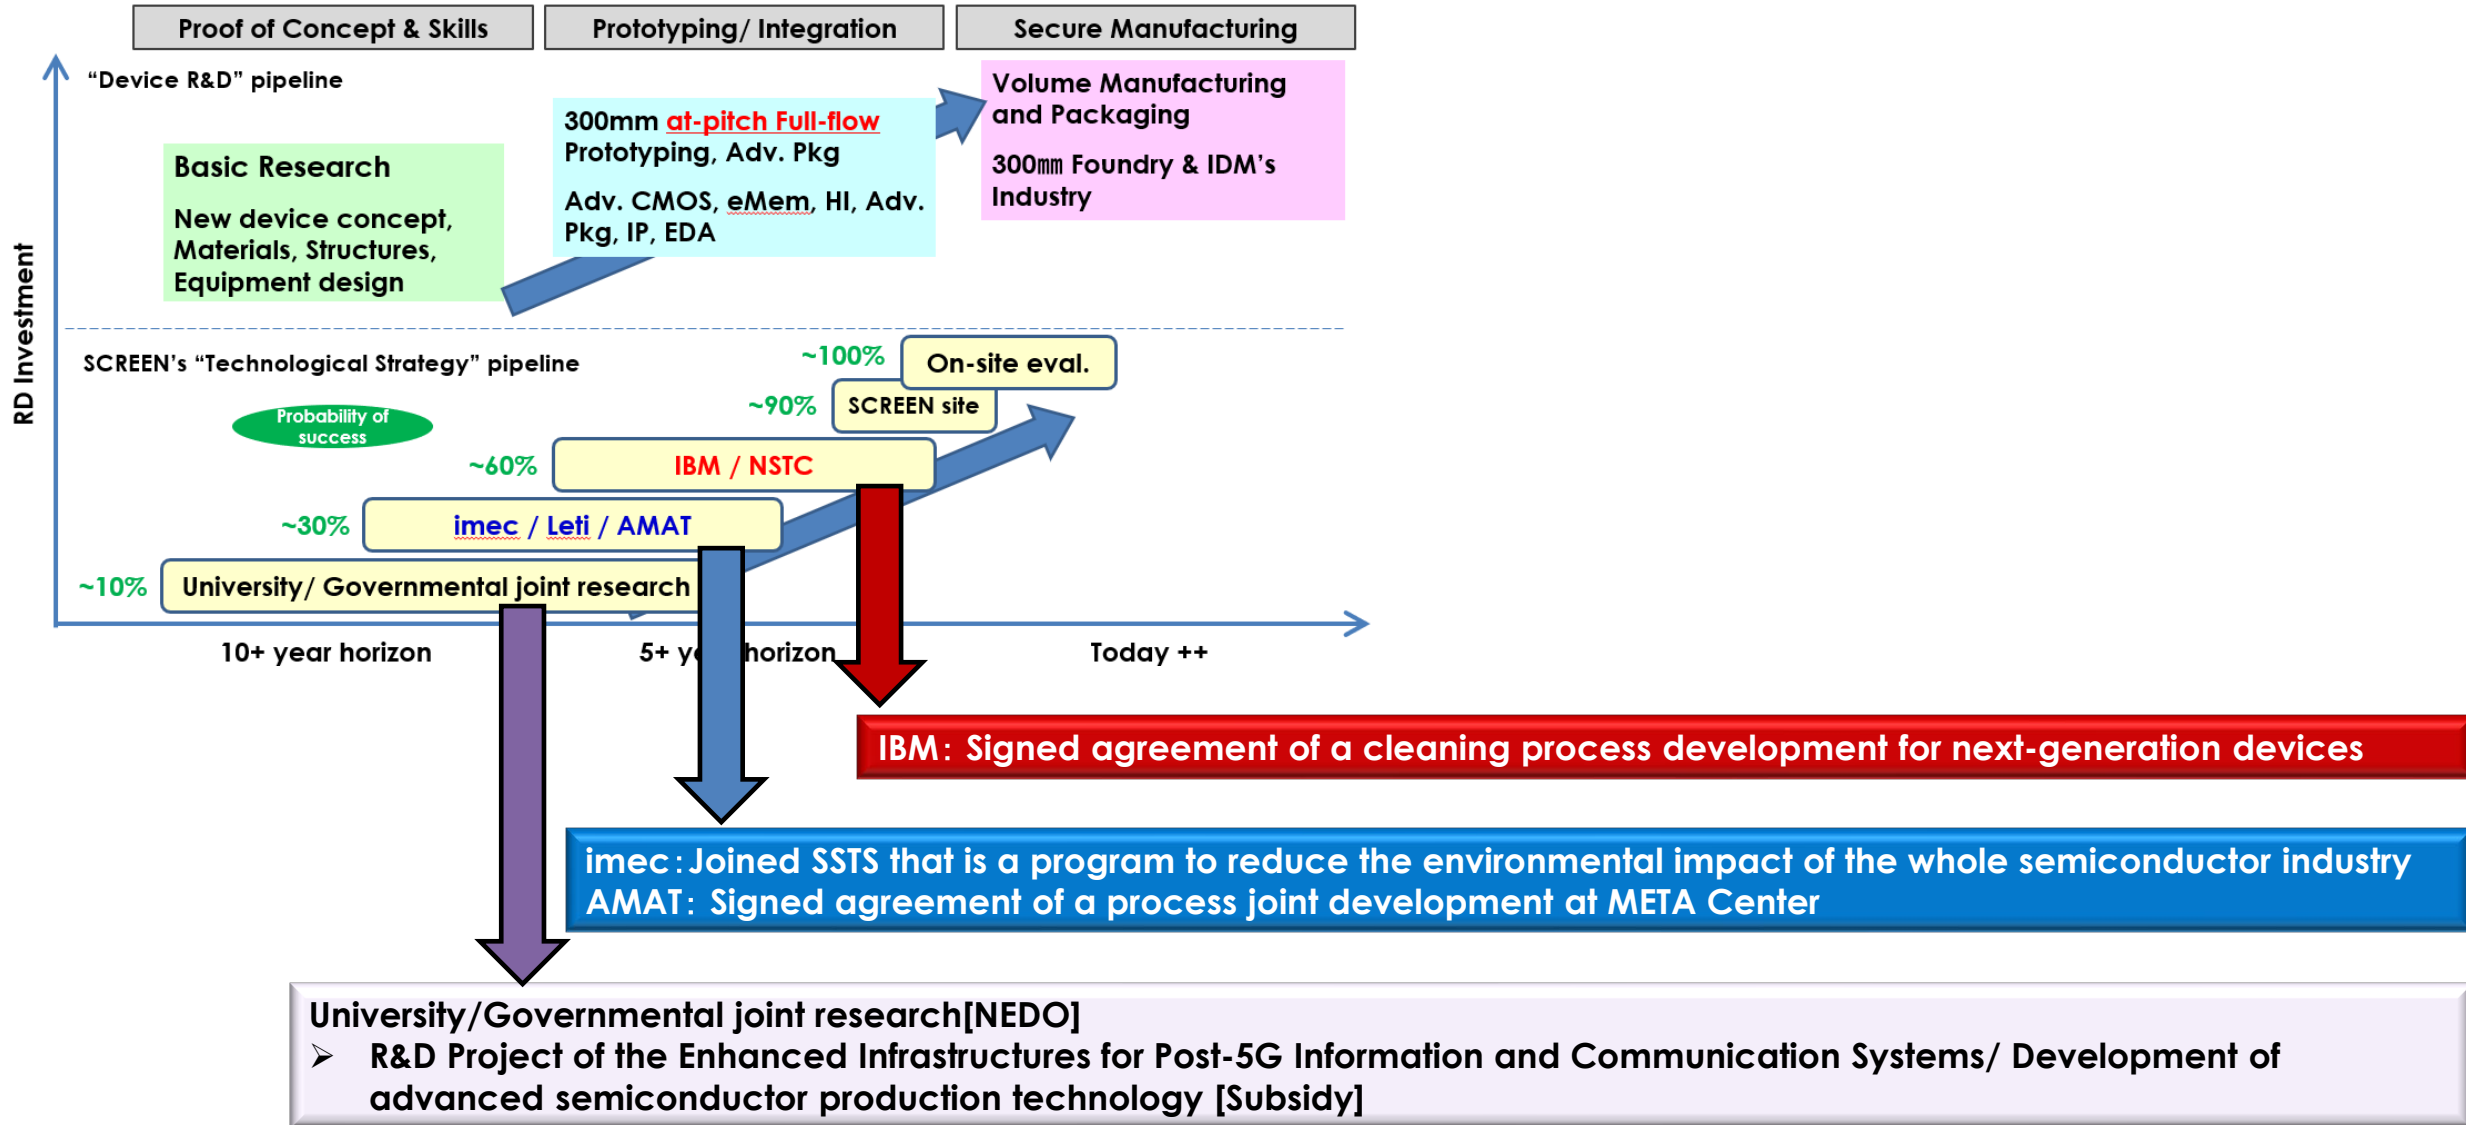 Proof of Concept & Skills
Prototyping/ Integration
Secure Manufacturing
“Device R&D” pipeline
Basic Research
New device concept,
Materials, Structures,
Equipment design
300mm at-pitch Full-flow
Prototyping, Adv. Pkg
Adv. CMOS, eMem, HI, Adv.
Pkg, IP, EDA
Volume Manufacturing
and Packaging
300㎜ Foundry & IDM’s
Industry
RD Investment
SCREEN’s “Technological Strategy” pipeline
Probability of
success
~100%
On-site eval.
~90%
SCREEN site
~60%
IBM / NSTC
~30%
imec / Leti / AMAT
~10%
University/ Governmental joint research
10+ year horizon
5+ y horizon
Today ++
IBM: Signed agreement of a cleaning process development for next-generation devices
imec:Joined SSTS that is a program to reduce the environmental impact of the whole semiconductor industry
AMAT: Signed agreement of a process joint development at META Center
University/Governmental joint research[NEDO]
➢ R&D Project of the Enhanced Infrastructures for Post-5G Information and Communication Systems/ Development of
advanced semiconductor production technology [Subsidy]